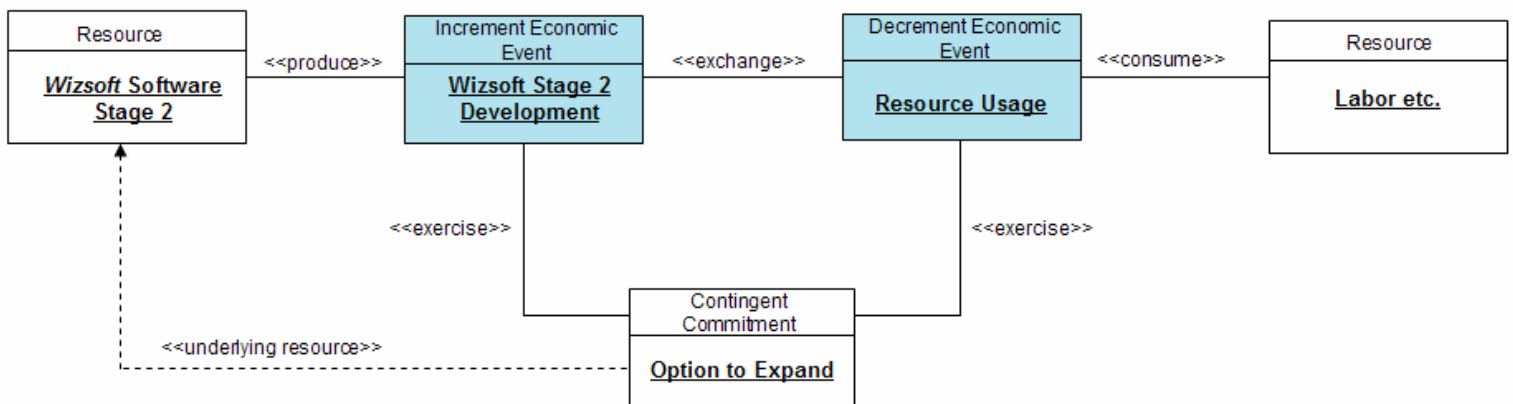 Resource
Wizsoft Software
Stage 2
<<produce>>
Increment Economic
Event
Wizsoft Stage 2
Development
<<exchange>>
Decrement Economic
Event
Resource Usage
<<consume>>
Resource
Labor etc.
<<exercise>>
<<exercise>>
Contingent
Commitment
Option to Expand
<<underlying resource>>